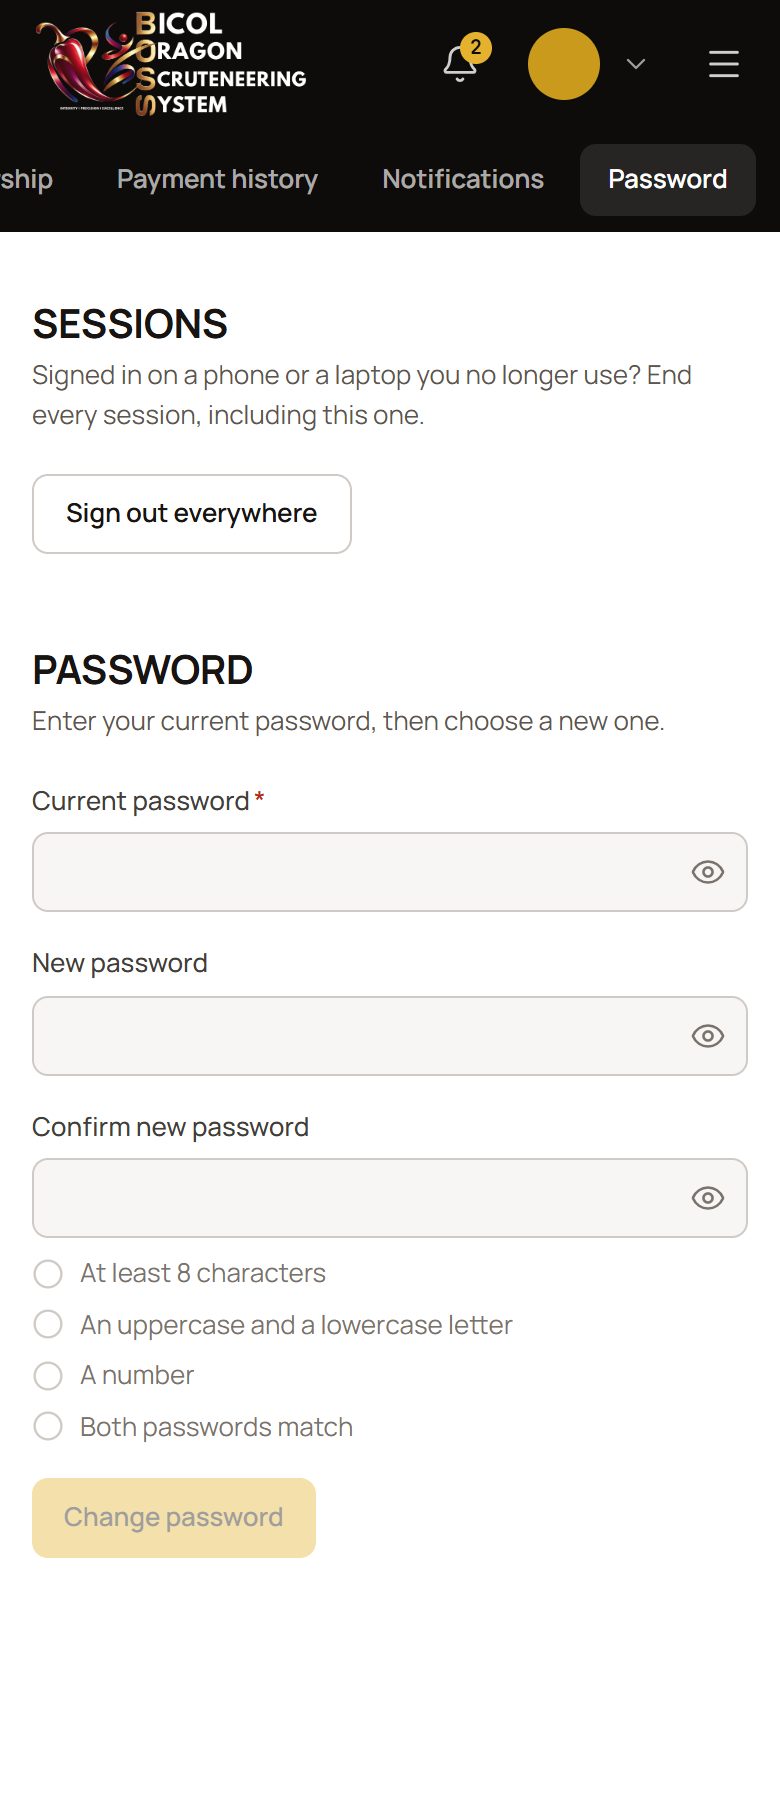 BICOL
DRAGON
SCRUTENEERING
SYSTEM
2
ship
Payment history
Notifications
Password
SESSIONS
Signed in on a phone or a laptop you no longer use? End
every session, including this one.
Sign out everywhere
PASSWORD
Enter your current password, then choose a new one.
Current password *
New password
Confirm new password
At least 8 characters
An uppercase and a lowercase letter
A number
Both passwords match
Change password